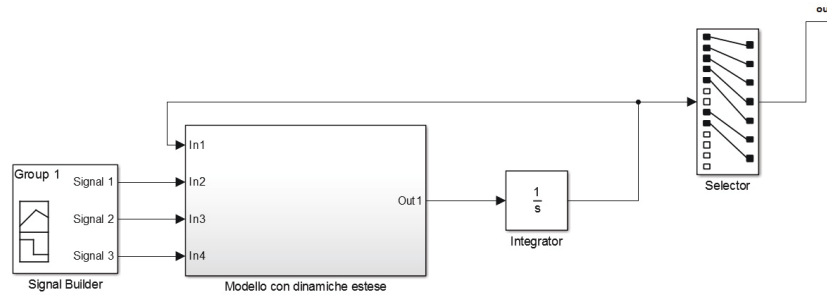 ou
In1
Group 1
Signal 1
In2
Signal 2
In3
Signal 3
In4
Out1
1
s
Integrator
Selector
Signal Builder
Modello con dinamiche estese